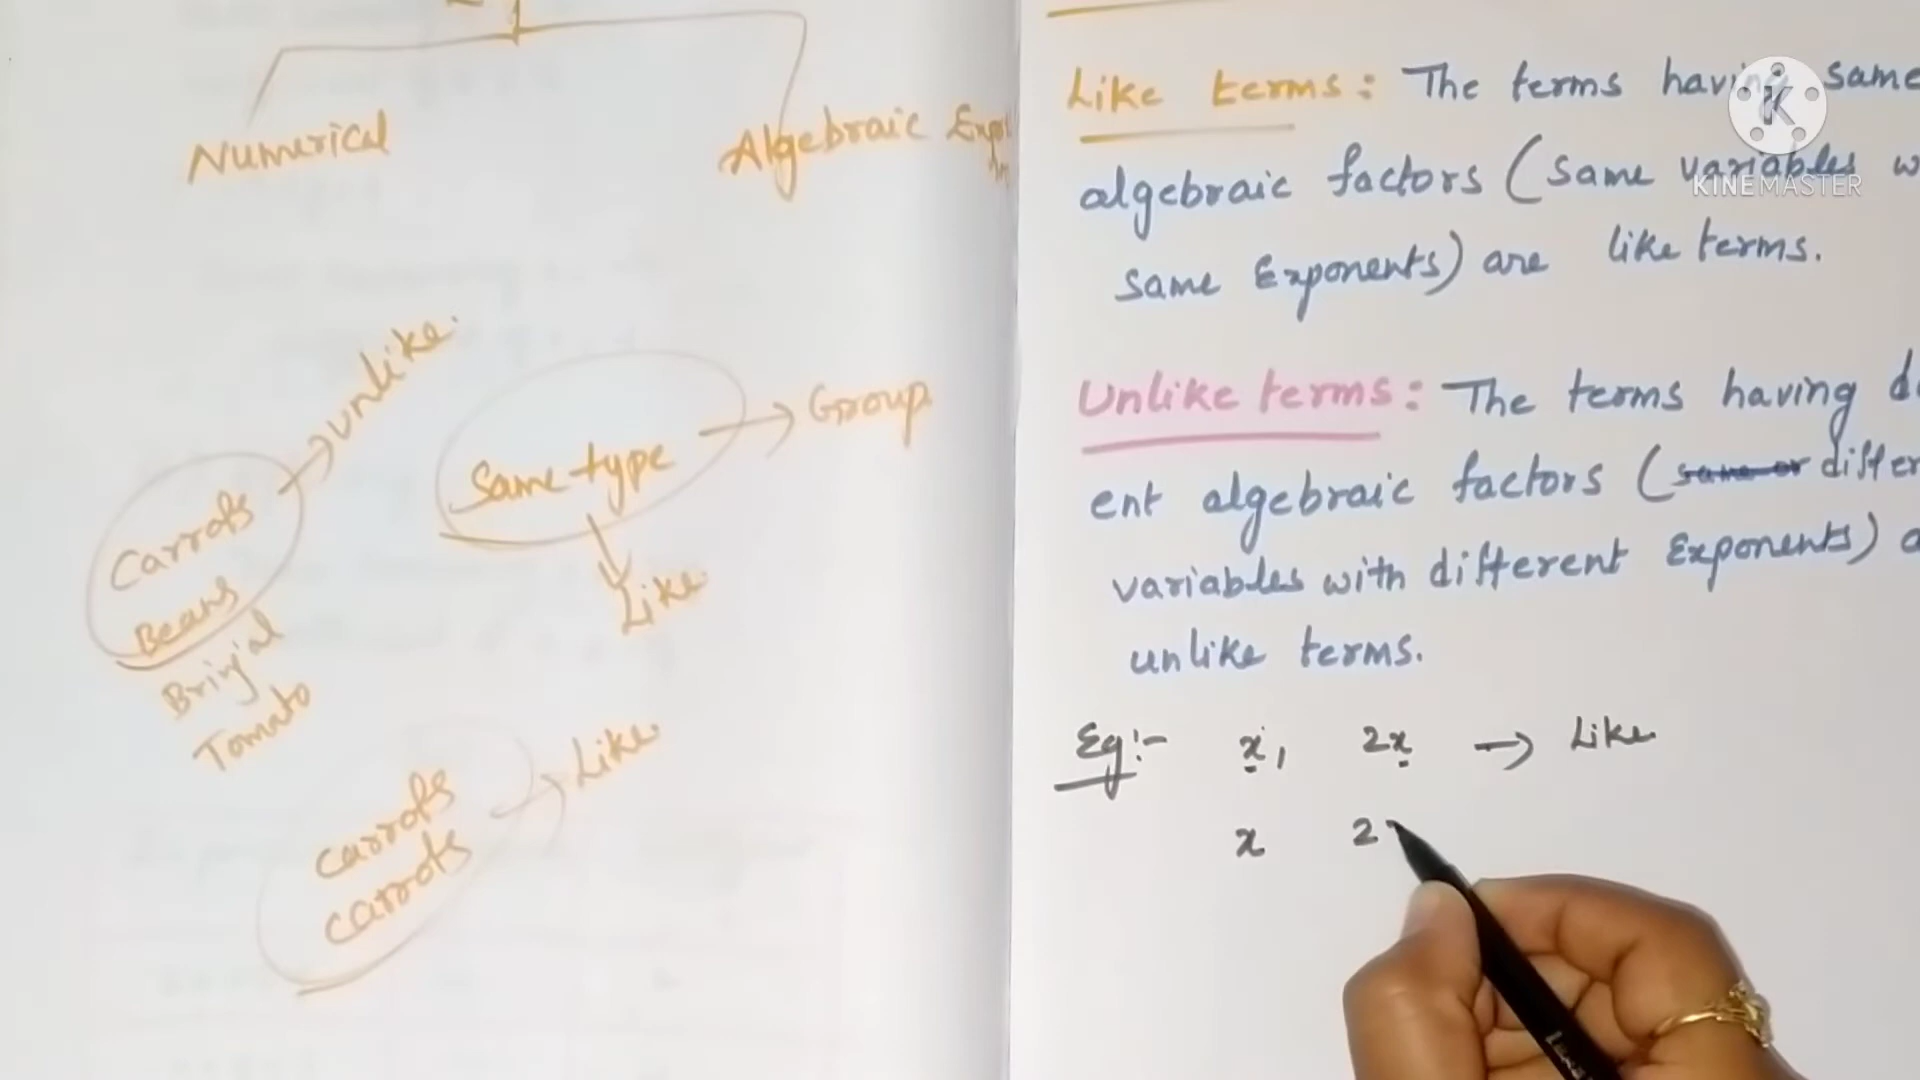 Numerical
Algebraic Exp
unlike.
Same type
Group
Like
Carrots
Beans
Brinjal
Tomato
Carrots
Carrots
Like.
Like terms: The terms having same
algebraic factors (same variables w
same Exponents) are like terms.
Unlike terms: The terms having d
ent algebraic factors (same or differ
variables with different Exponents) a
unlike terms.
Eg:- x, 2x → Like
x 2
K
KINEMASTER